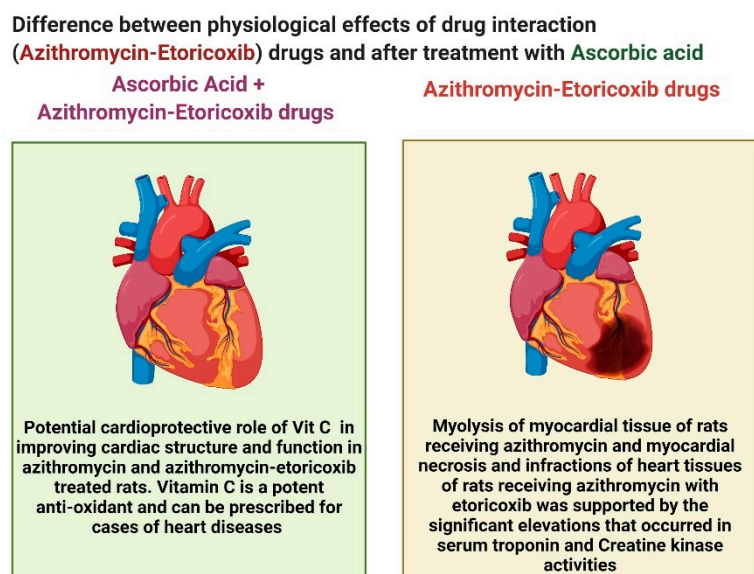 Difference between physiological effects of drug interaction
(Azithromycin-Etoricoxib) drugs and after treatment with Ascorbic acid
Ascorbic Acid +
Azithromycin-Etoricoxib drugs
Potential cardioprotective role of Vit C in
improving cardiac structure and function in
azithromycin and azithromycin-etoricoxib
treated rats. Vitamin C is a potent
anti-oxidant and can be prescribed for
cases of heart diseases
Azithromycin-Etoricoxib drugs
Myolysis of myocardial tissue of rats
receiving azithromycin and myocardial
necrosis and infractions of heart tissues
of rats receiving azithromycin with
etoricoxib was supported by the
significant elevations that occurred in
serum troponin and Creatine kinase
activities